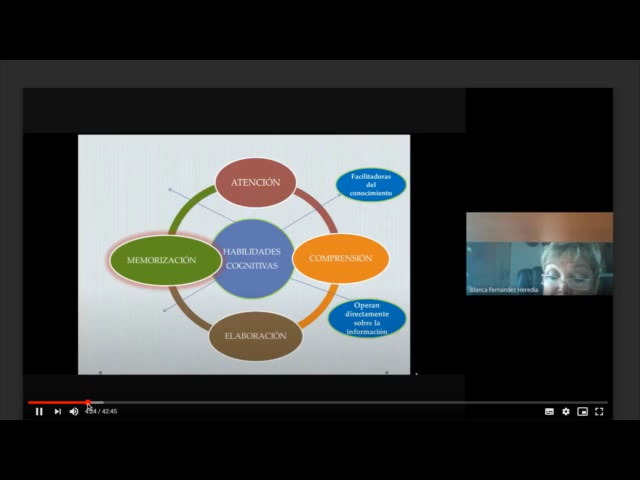 ATENCIÓN
Facilitadoras
del
conocimiento
HABILIDADES
COGNITIVAS
MEMORIZACIÓN
COMPRENSIÓN
Operan
directamente
sobre la
información
ELABORACIÓN
Blanca Fernández Heredia
4:24 / 42:45